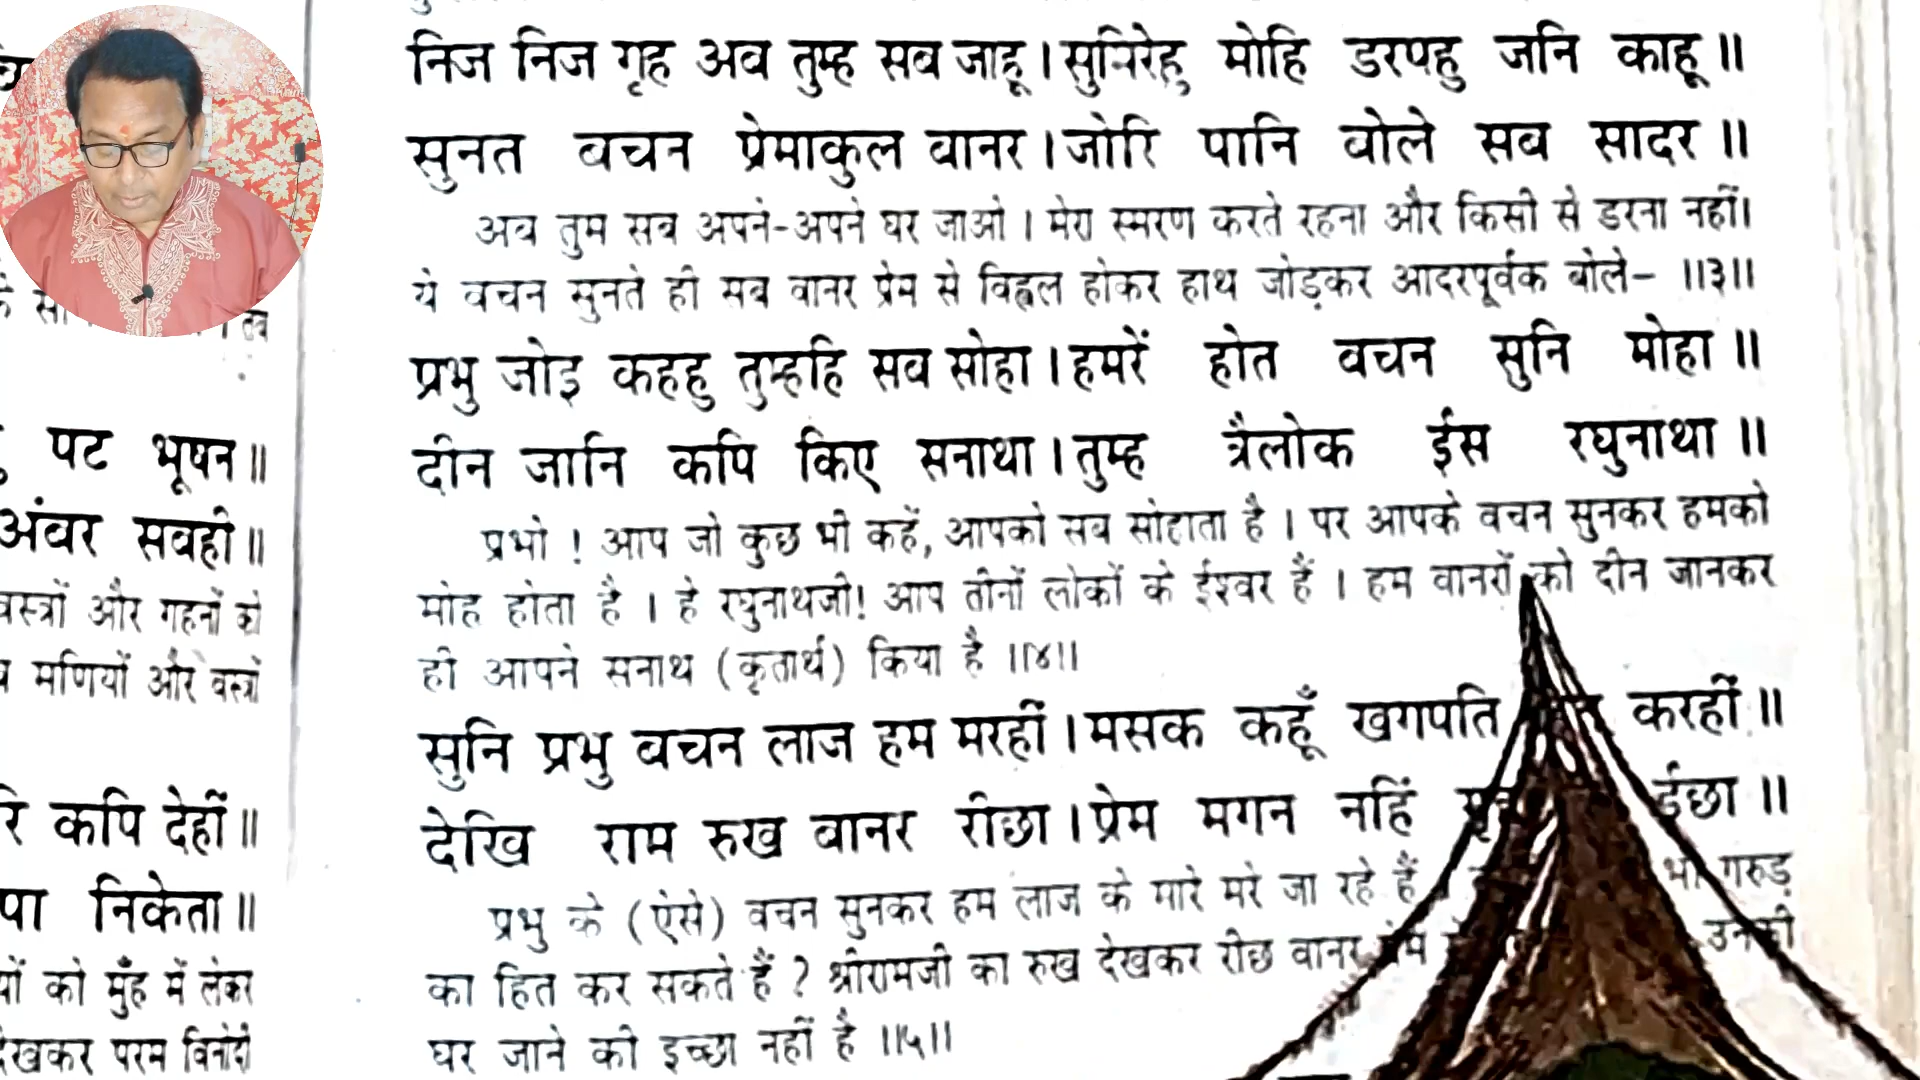 निज निज गृह अब तुम्ह सब जाहू। सुमिरेहु मोहि डरपहु जनि काहू॥
सुनत बचन प्रेमाकुल बानर। जोरि पानि बोले सब सादर॥
अब तुम सब अपने-अपने घर जाओ। मेरा स्मरण करते रहना और किसी से डरना नहीं।
ये वचन सुनते ही सब वानर प्रेम से विह्वल होकर हाथ जोड़कर आदरपूर्वक बोले- ॥३॥
प्रभु जोइ कहहु तुम्हहि सब सोहा। हमरें होत बचन सुनि मोहा॥
दीन जानि कपि किए सनाथा। तुम्ह त्रैलोक ईस रघुनाथा॥
प्रभो! आप जो कुछ भी कहें, आपको सब सोहाता है। पर आपके वचन सुनकर हमको
मोह होता है। हे रघुनाथजी! आप तीनों लोकों के ईश्वर हैं। हम वानरों को दीन जानकर
ही आपने सनाथ (कृतार्थ) किया है ॥४॥
सुनि प्रभु बचन लाज हम मरहीं। मसक कहूँ खगपति करहीं॥
देखि राम रुख बानर रीछा। प्रेम मगन नहिं ईछा॥
प्रभु के (ऐसे) वचन सुनकर हम लाज के मारे मरे जा रहे हैं। भी गरुड़
का हित कर सकते हैं? श्रीरामजी का रुख देखकर रीछ वानर प्रेम उनकी
घर जाने की इच्छा नहीं है ॥५॥
तब
पट भूषन॥
अंबर सबही॥
वस्त्रों और गहनों को
मणियों और वस्त्रों
कपि देहीं॥
निकेता॥
को मुँह में लेकर
देखकर परम विनोदी